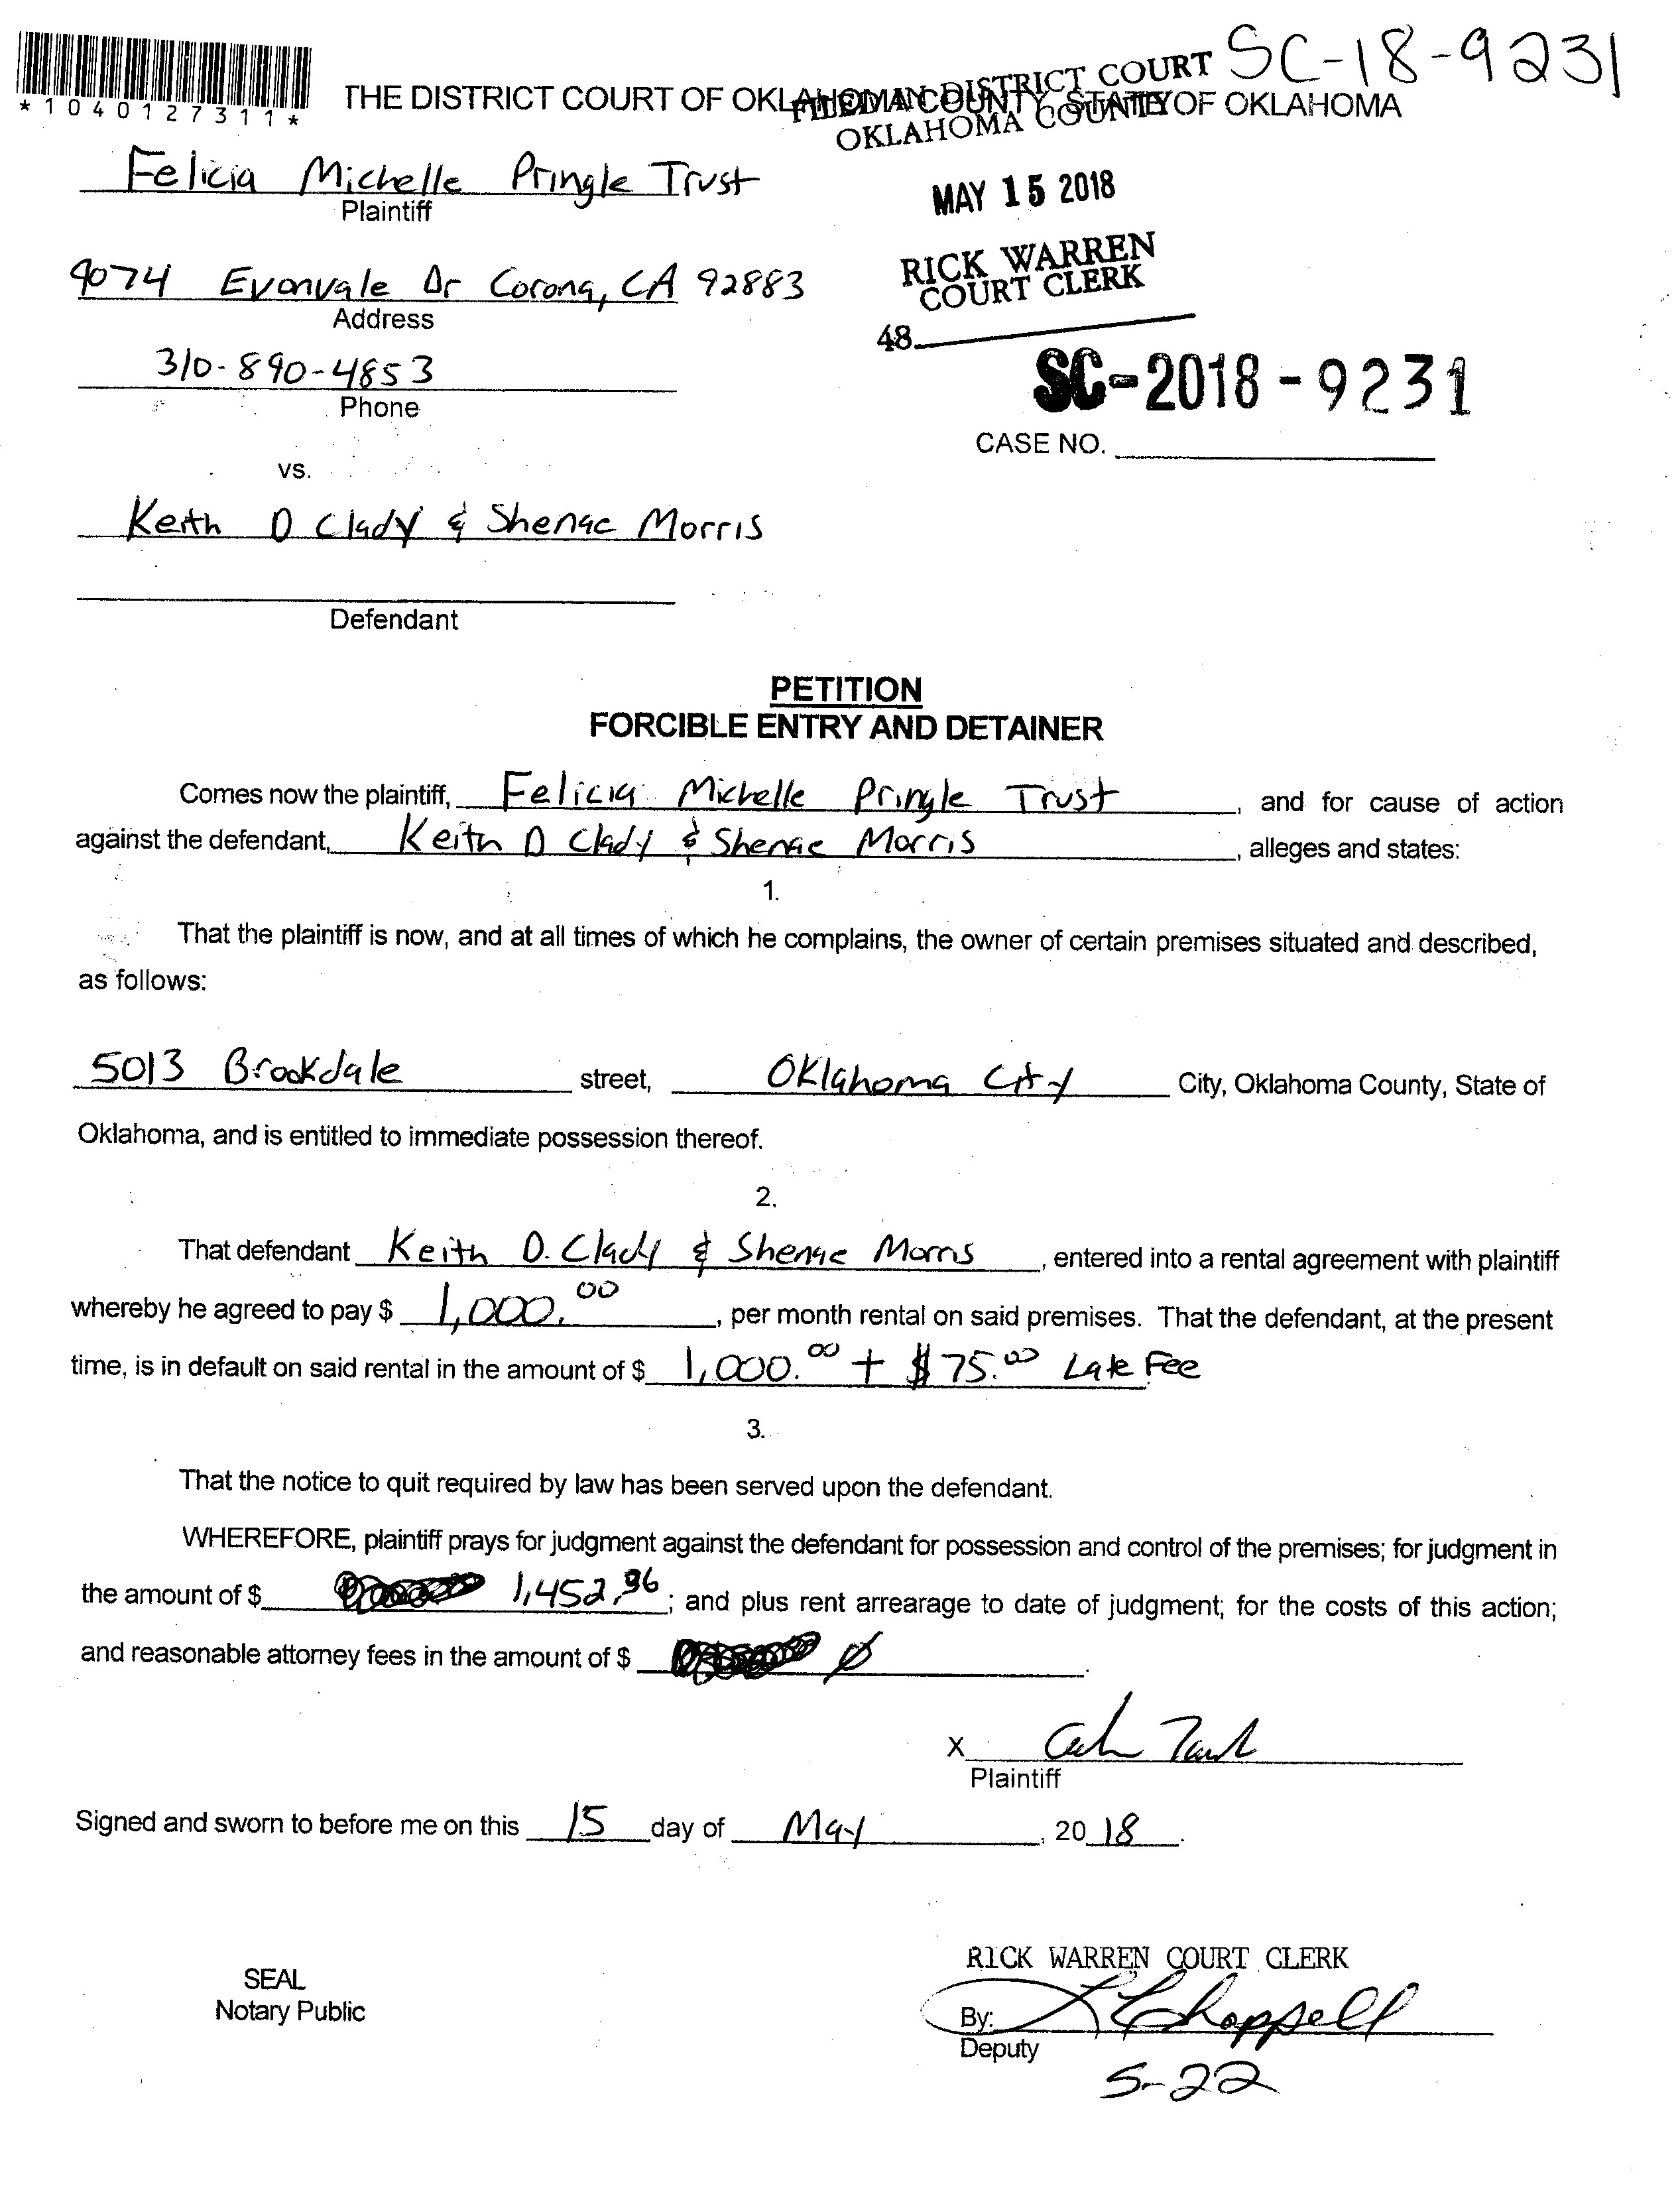 SC-18-9231
*1040127311*
THE DISTRICT COURT OF OKLAHOMA COUNTY, STATE OF OKLAHOMA
FILED IN DISTRICT COURT
OKLAHOMA COUNTY
Felicia Michelle Pringle Trust
Plaintiff
MAY 15 2018
RICK WARREN
COURT CLERK
9074 Evonvale Dr Corona, CA 92883
Address
48
310-890-4853
Phone
SC-2018-9231
CASE NO.
vs.
Keith D Clady & Shenae Morris
Defendant
PETITION
FORCIBLE ENTRY AND DETAINER
Comes now the plaintiff, Felicia Michelle Pringle Trust, and for cause of action
against the defendant, Keith D Clady & Shenae Morris, alleges and states:
1.
That the plaintiff is now, and at all times of which he complains, the owner of certain premises situated and described,
as follows:
5013 Brookdale street, Oklahoma City City, Oklahoma County, State of
Oklahoma, and is entitled to immediate possession thereof.
2.
That defendant Keith D. Clady & Shenae Morris, entered into a rental agreement with plaintiff
whereby he agreed to pay $ 1,000.00, per month rental on said premises. That the defendant, at the present
time, is in default on said rental in the amount of $ 1,000.00 + $75.00 Late Fee
3.
That the notice to quit required by law has been served upon the defendant.
WHEREFORE, plaintiff prays for judgment against the defendant for possession and control of the premises; for judgment in
the amount of $ 1,452.96; and plus rent arrearage to date of judgment; for the costs of this action;
and reasonable attorney fees in the amount of $ Ø.
X
Plaintiff
Signed and sworn to before me on this 15 day of May, 2018.
RICK WARREN COURT CLERK
SEAL
Notary Public
By: Chappell
Deputy
5-22